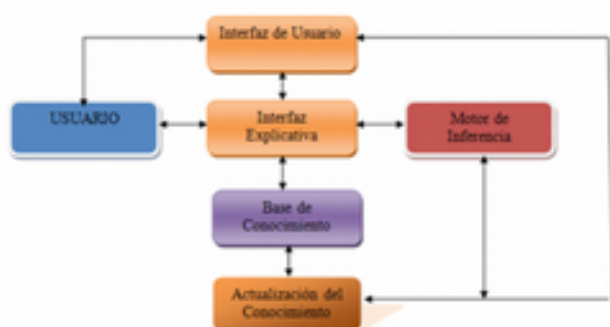 Interfaz de Usuario
USUARIO
Interfaz
Explicativa
Motor de
Inferencia
Base de
Conocimiento
Actualización del
Conocimiento